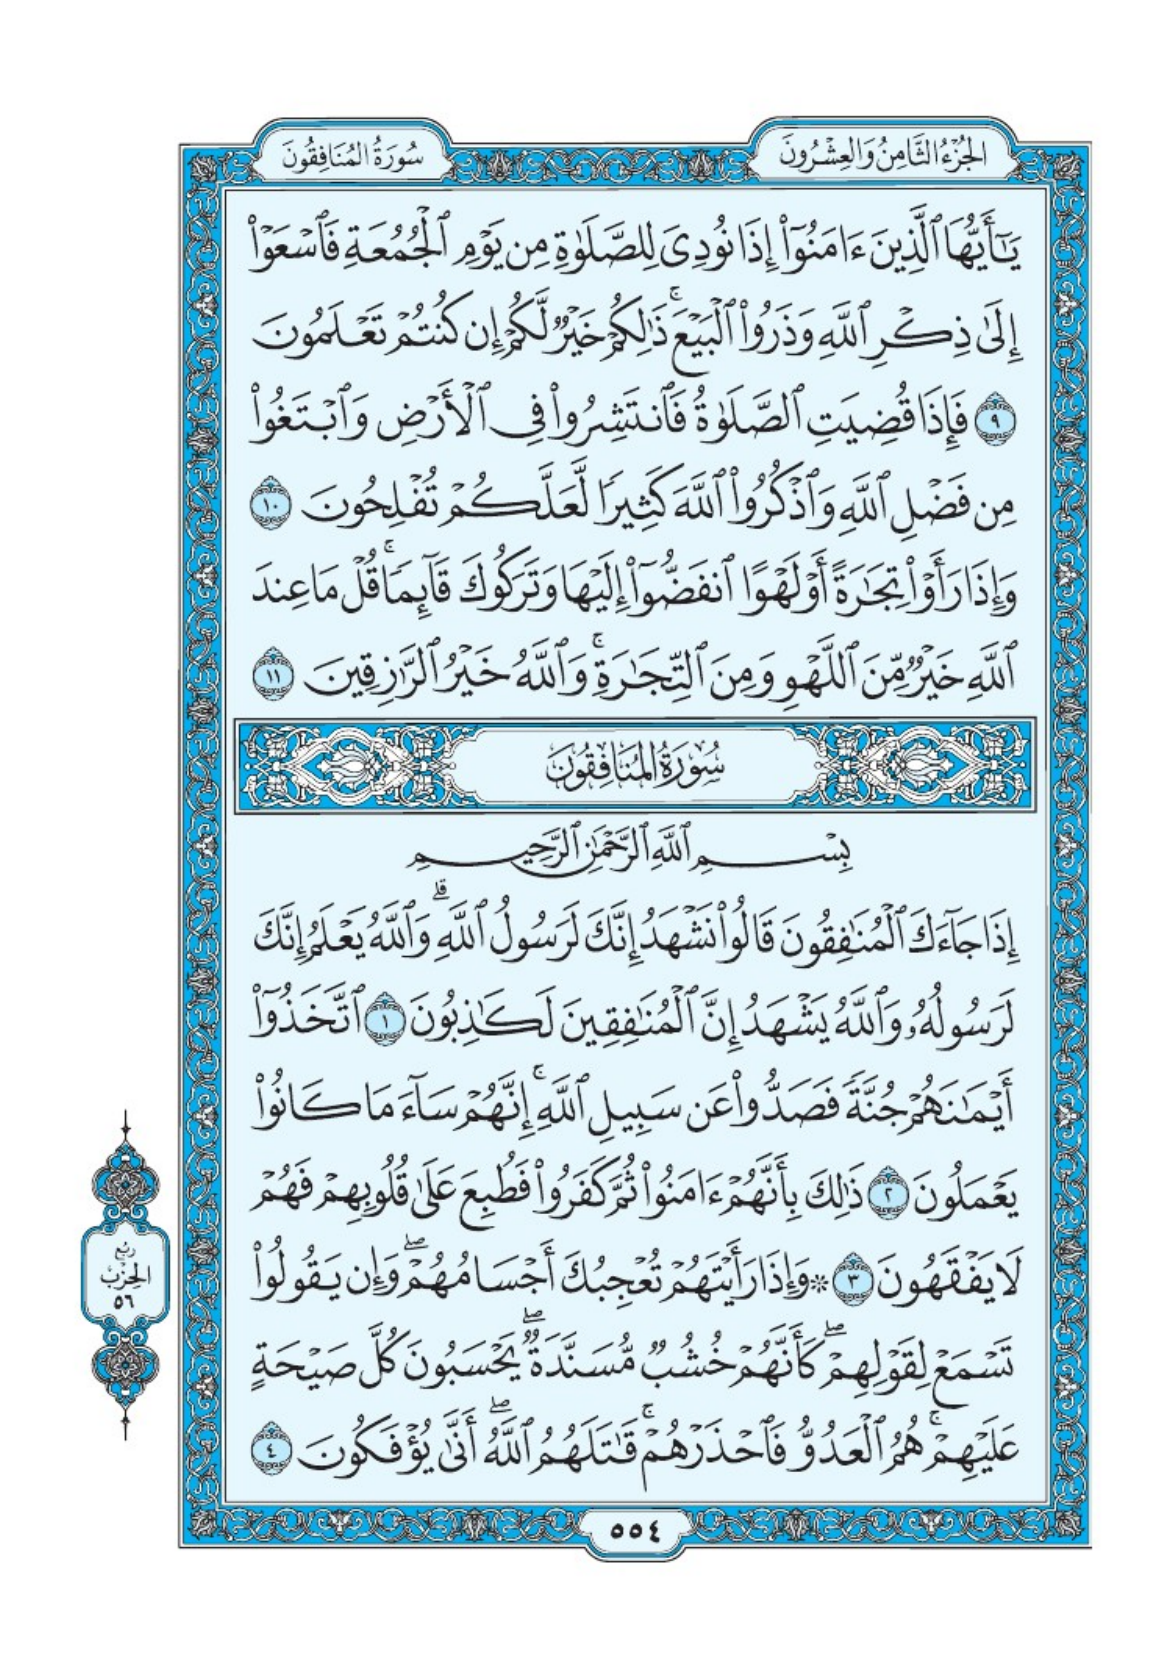 الجُزْءُ الثَّامِنُ وَالعِشْرُونَ
سُورَةُ المُنَافِقُونَ
يَٰٓأَيُّهَا ٱلَّذِينَ ءَامَنُوٓا۟ إِذَا نُودِىَ لِلصَّلَوٰةِ مِن يَوْمِ ٱلْجُمُعَةِ فَٱسْعَوْا۟
إِلَىٰ ذِكْرِ ٱللَّهِ وَذَرُوا۟ ٱلْبَيْعَ ۚ ذَٰلِكُمْ خَيْرٌ لَّكُمْ إِن كُنتُمْ تَعْلَمُونَ
٩ فَإِذَا قُضِيَتِ ٱلصَّلَوٰةُ فَٱنتَشِرُوا۟ فِى ٱلْأَرْضِ وَٱبْتَغُوا۟
مِن فَضْلِ ٱللَّهِ وَٱذْكُرُوا۟ ٱللَّهَ كَثِيرًا لَّعَلَّكُمْ تُفْلِحُونَ ١٠
وَإِذَا رَأَوْا۟ تِجَٰرَةً أَوْ لَهْوًا ٱنفَضُّوٓا۟ إِلَيْهَا وَتَرَكُوكَ قَآئِمًا ۚ قُلْ مَا عِندَ
ٱللَّهِ خَيْرٌ مِّنَ ٱللَّهْوِ وَمِنَ ٱلتِّجَٰرَةِ ۚ وَٱللَّهُ خَيْرُ ٱلرَّٰزِقِينَ ١١
سُورَةُ المُنَافِقُونَ
بِسْمِ ٱللَّهِ ٱلرَّحْمَٰنِ ٱلرَّحِيمِ
إِذَا جَآءَكَ ٱلْمُنَٰفِقُونَ قَالُوا۟ نَشْهَدُ إِنَّكَ لَرَسُولُ ٱللَّهِ ۗ وَٱللَّهُ يَعْلَمُ إِنَّكَ
لَرَسُولُهُۥ وَٱللَّهُ يَشْهَدُ إِنَّ ٱلْمُنَٰفِقِينَ لَكَٰذِبُونَ ١ ٱتَّخَذُوٓا۟
أَيْمَٰنَهُمْ جُنَّةً فَصَدُّوا۟ عَن سَبِيلِ ٱللَّهِ ۚ إِنَّهُمْ سَآءَ مَا كَانُوا۟
يَعْمَلُونَ ٢ ذَٰلِكَ بِأَنَّهُمْ ءَامَنُوا۟ ثُمَّ كَفَرُوا۟ فَطُبِعَ عَلَىٰ قُلُوبِهِمْ فَهُمْ
لَا يَفْقَهُونَ ٣ ۞ وَإِذَا رَأَيْتَهُمْ تُعْجِبُكَ أَجْسَامُهُمْ ۖ وَإِن يَقُولُوا۟
تَسْمَعْ لِقَوْلِهِمْ ۖ كَأَنَّهُمْ خُشُبٌ مُّسَنَّدَةٌ ۖ يَحْسَبُونَ كُلَّ صَيْحَةٍ
عَلَيْهِمْ ۚ هُمُ ٱلْعَدُوُّ فَٱحْذَرْهُمْ ۚ قَٰتَلَهُمُ ٱللَّهُ ۖ أَنَّىٰ يُؤْفَكُونَ ٤
رُبْعُ
الحِزْبِ
٥٦
٥٥٤